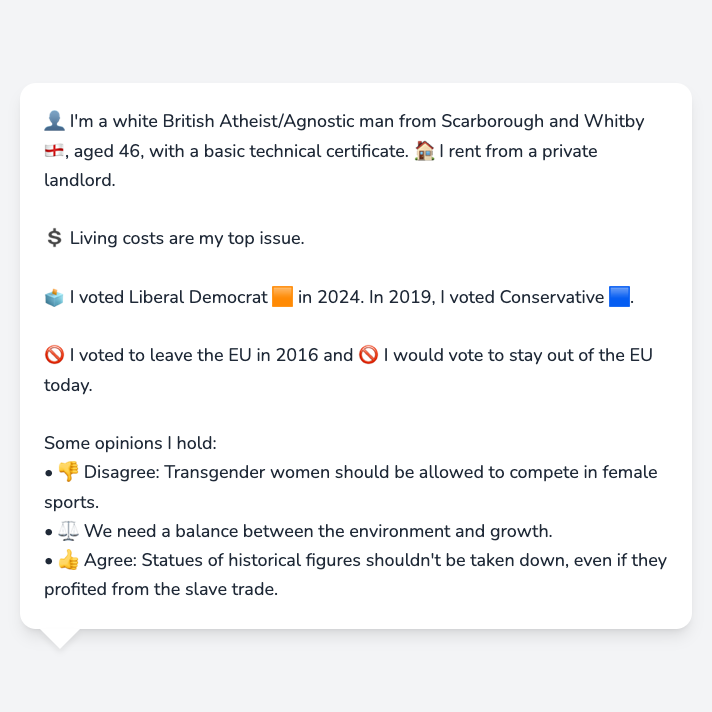 👤 I'm a white British Atheist/Agnostic man from Scarborough and Whitby
🏴󠁧󠁢󠁥󠁮󠁧󠁿, aged 46, with a basic technical certificate. 🏠 I rent from a private
landlord.
💲 Living costs are my top issue.
🗳️ I voted Liberal Democrat 🟧 in 2024. In 2019, I voted Conservative 🟦.
🚫 I voted to leave the EU in 2016 and 🚫 I would vote to stay out of the EU
today.
Some opinions I hold:
• 👎 Disagree: Transgender women should be allowed to compete in female
sports.
• ⚖️ We need a balance between the environment and growth.
• 👍 Agree: Statues of historical figures shouldn't be taken down, even if they
profited from the slave trade.